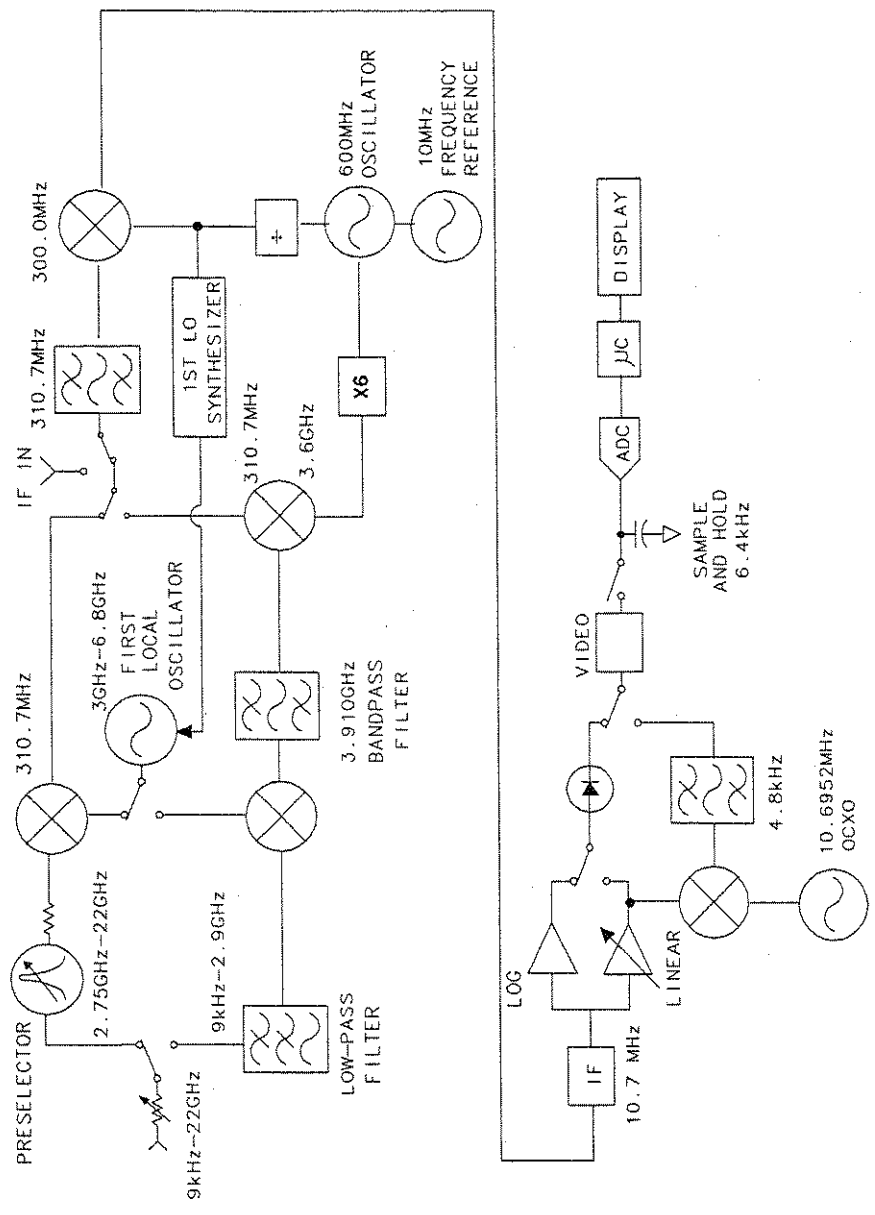 PRESELECTOR
2.75GHz-22GHz
9kHz-22GHz
9kHz-2.9GHz
LOW-PASS
FILTER
310.7MHz
3GHz-6.8GHz
FIRST
LOCAL
OSCILLATOR
3.910GHz
BANDPASS
FILTER
IF IN
310.7MHz
300.0MHz
1ST LO
SYNTHESIZER
310.7MHz
3.6GHz
X6
÷
600MHz
OSCILLATOR
10MHz
FREQUENCY
REFERENCE
IF
10.7 MHz
LOG
LINEAR
4.8kHz
10.6952MHz
OCXO
VIDEO
SAMPLE
AND HOLD
6.4kHz
ADC
µC
DISPLAY